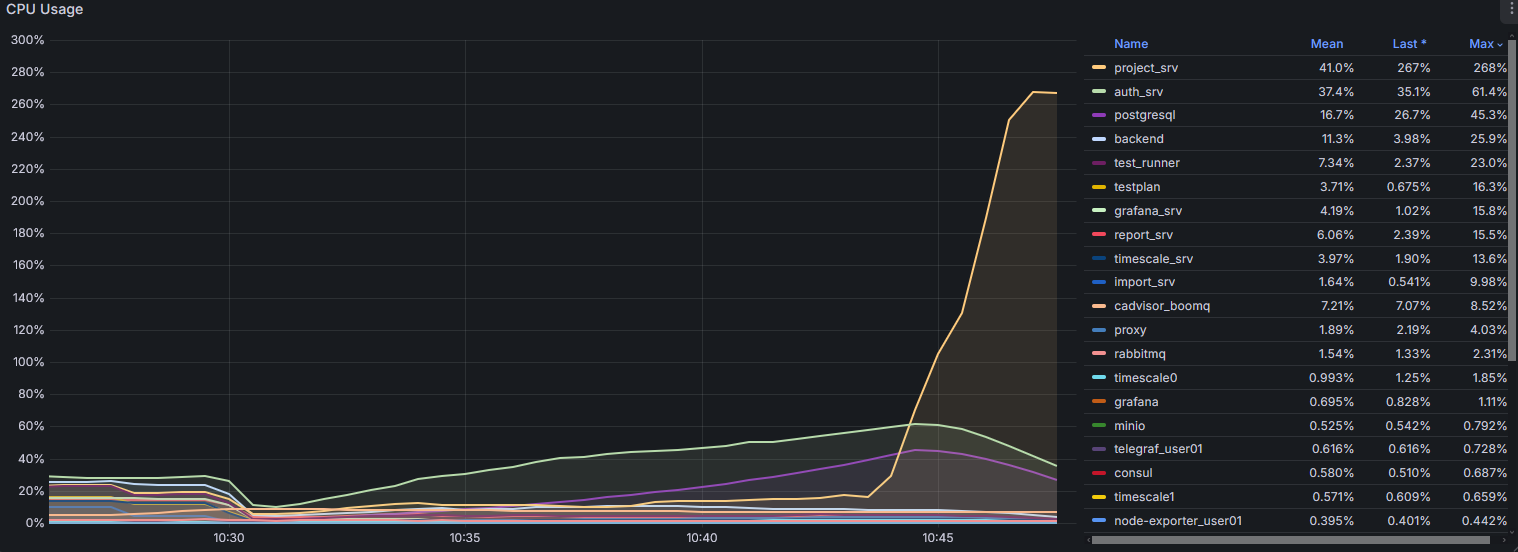 CPU Usage
300%
280%
260%
240%
220%
200%
180%
160%
140%
120%
100%
80%
60%
40%
20%
0%
10:30 10:35 10:40 10:45
Name Mean Last * Max
project_srv 41.0% 267% 268%
auth_srv 37.4% 35.1% 61.4%
postgresql 16.7% 26.7% 45.3%
backend 11.3% 3.98% 25.9%
test_runner 7.34% 2.37% 23.0%
testplan 3.71% 0.675% 16.3%
grafana_srv 4.19% 1.02% 15.8%
report_srv 6.06% 2.39% 15.5%
timescale_srv 3.97% 1.90% 13.6%
import_srv 1.64% 0.541% 9.98%
cadvisor_boomq 7.21% 7.07% 8.52%
proxy 1.89% 2.19% 4.03%
rabbitmq 1.54% 1.33% 2.31%
timescale0 0.993% 1.25% 1.85%
grafana 0.695% 0.828% 1.11%
minio 0.525% 0.542% 0.792%
telegraf_user01 0.616% 0.616% 0.728%
consul 0.580% 0.510% 0.687%
timescale1 0.571% 0.609% 0.659%
node-exporter_user01 0.395% 0.401% 0.442%